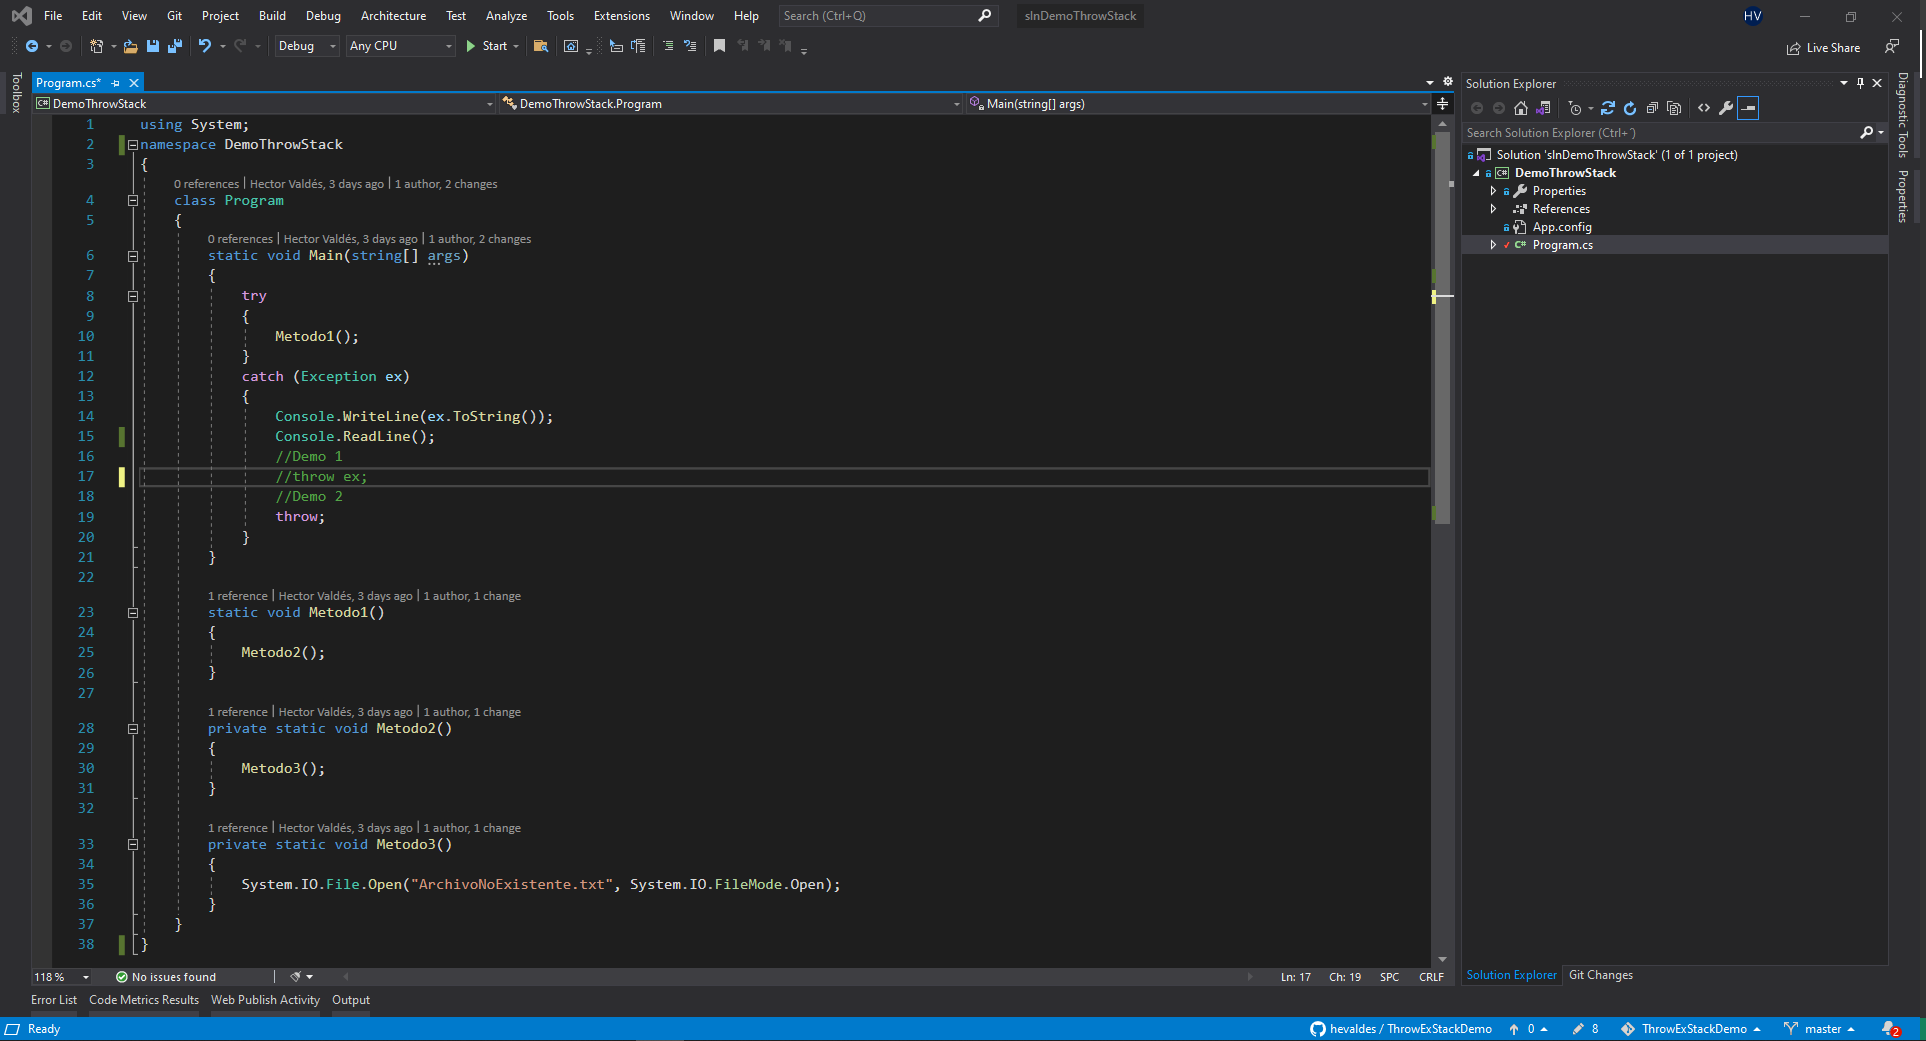 File Edit View Git Project Build Debug Architecture Test Analyze Tools Extensions Window Help Search (Ctrl+Q) slnDemoThrowStack HV
Debug Any CPU Start Live Share
Toolbox
Program.cs*
DemoThrowStack DemoThrowStack.Program Main(string[] args)
1 using System;
2 namespace DemoThrowStack
3 {
0 references | Hector Valdés, 3 days ago | 1 author, 2 changes
4 class Program
5 {
0 references | Hector Valdés, 3 days ago | 1 author, 2 changes
6 static void Main(string[] args)
7 {
8 try
9 {
10 Metodo1();
11 }
12 catch (Exception ex)
13 {
14 Console.WriteLine(ex.ToString());
15 Console.ReadLine();
16 //Demo 1
17 //throw ex;
18 //Demo 2
19 throw;
20 }
21 }
22
1 reference | Hector Valdés, 3 days ago | 1 author, 1 change
23 static void Metodo1()
24 {
25 Metodo2();
26 }
27
1 reference | Hector Valdés, 3 days ago | 1 author, 1 change
28 private static void Metodo2()
29 {
30 Metodo3();
31 }
32
1 reference | Hector Valdés, 3 days ago | 1 author, 1 change
33 private static void Metodo3()
34 {
35 System.IO.File.Open("ArchivoNoExistente.txt", System.IO.FileMode.Open);
36 }
37 }
38 }
118 % No issues found Ln: 17 Ch: 19 SPC CRLF
Solution Explorer
Search Solution Explorer (Ctrl+´)
Solution 'slnDemoThrowStack' (1 of 1 project)
C# DemoThrowStack
Properties
References
App.config
C# Program.cs
Solution Explorer Git Changes
Diagnostic Tools
Properties
Error List Code Metrics Results Web Publish Activity Output
Ready hevaldes / ThrowExStackDemo 0 8 ThrowExStackDemo master 2